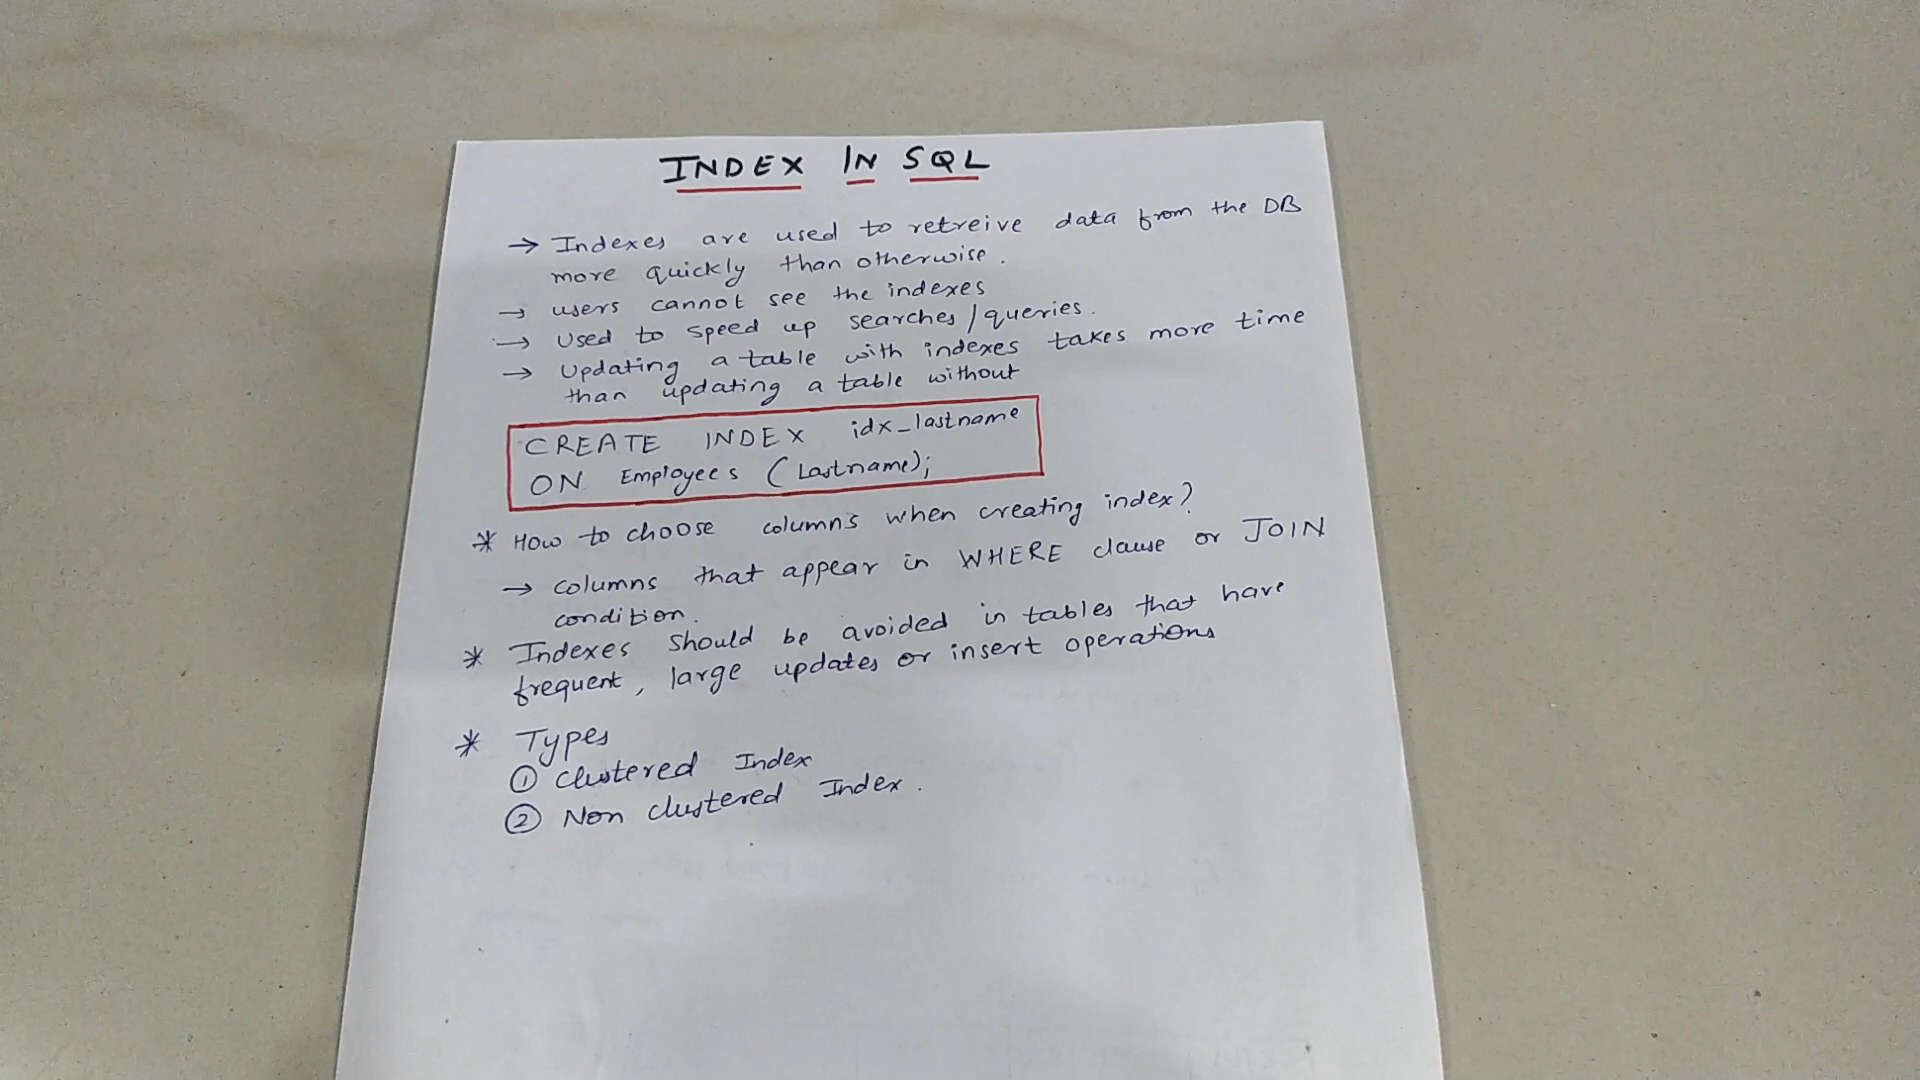 INDEX IN SQL
→ Indexes are used to retreive data from the DB
more quickly than otherwise.
→ users cannot see the indexes
→ Used to speed up searches/queries.
→ Updating a table with indexes takes more time
than updating a table without
CREATE INDEX idx_lastname
ON Employees (Lastname);
* How to choose columns when creating index?
→ columns that appear in WHERE clause or JOIN
condition.
* Indexes should be avoided in tables that have
frequent, large updates or insert operations
* Types
① Clustered Index
② Non clustered Index.